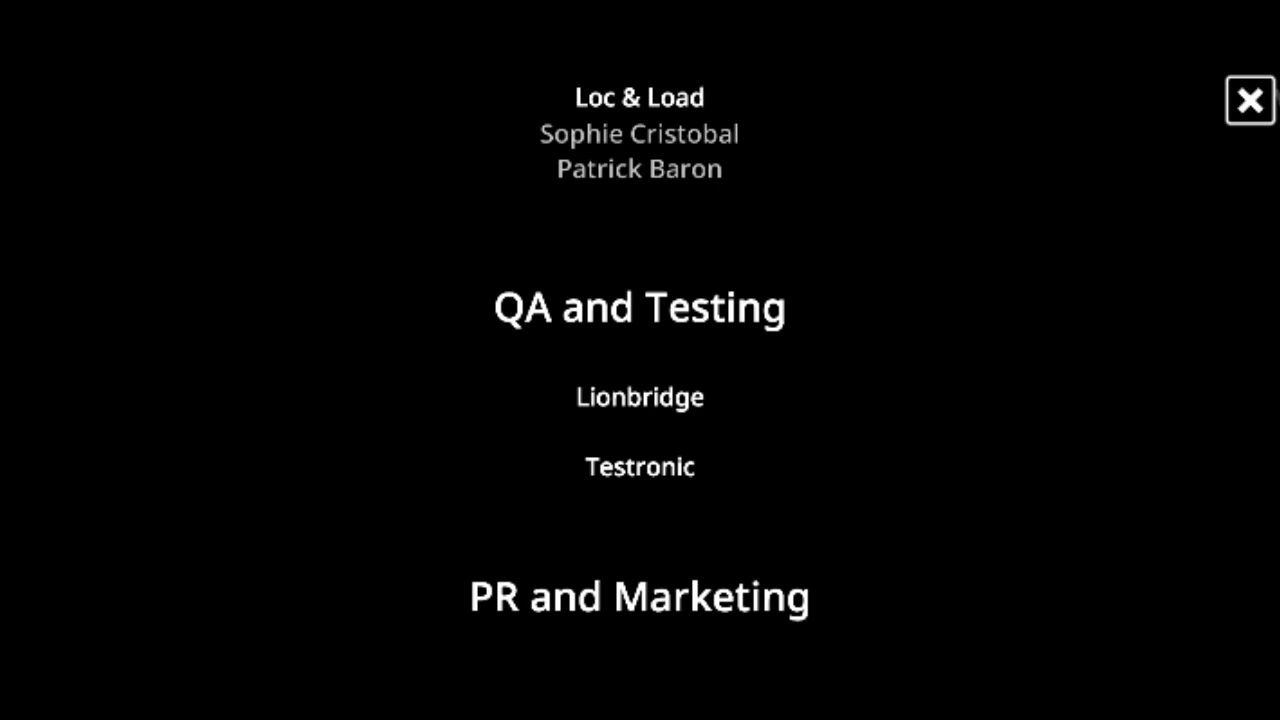 Loc & Load
Sophie Cristobal
Patrick Baron
QA and Testing
Lionbridge
Testronic
PR and Marketing